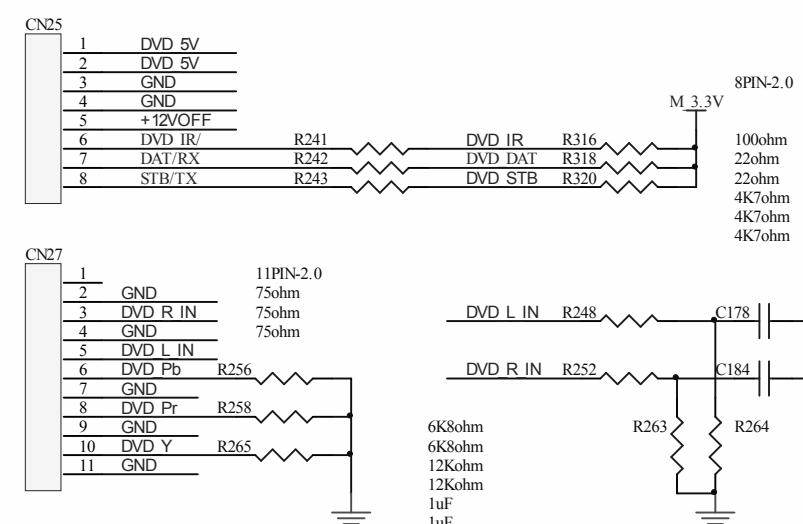 CN25
1 DVD 5V
2 DVD 5V
3 GND
4 GND
5 +12VOFF
6 DVD IR/ R241 DVD IR R316
7 DAT/RX R242 DVD DAT R318
8 STB/TX R243 DVD STB R320
M 3.3V
8PIN-2.0
100ohm
22ohm
22ohm
4K7ohm
4K7ohm
4K7ohm
CN27
1
2 GND
3 DVD R IN
4 GND
5 DVD L IN
6 DVD Pb R256
7 GND
8 DVD Pr R258
9 GND
10 DVD Y R265
11 GND
11PIN-2.0
75ohm
75ohm
75ohm
DVD L IN R248 C178
DVD R IN R252 C184
R263 R264
6K8ohm
6K8ohm
12Kohm
12Kohm
1uF
1uF